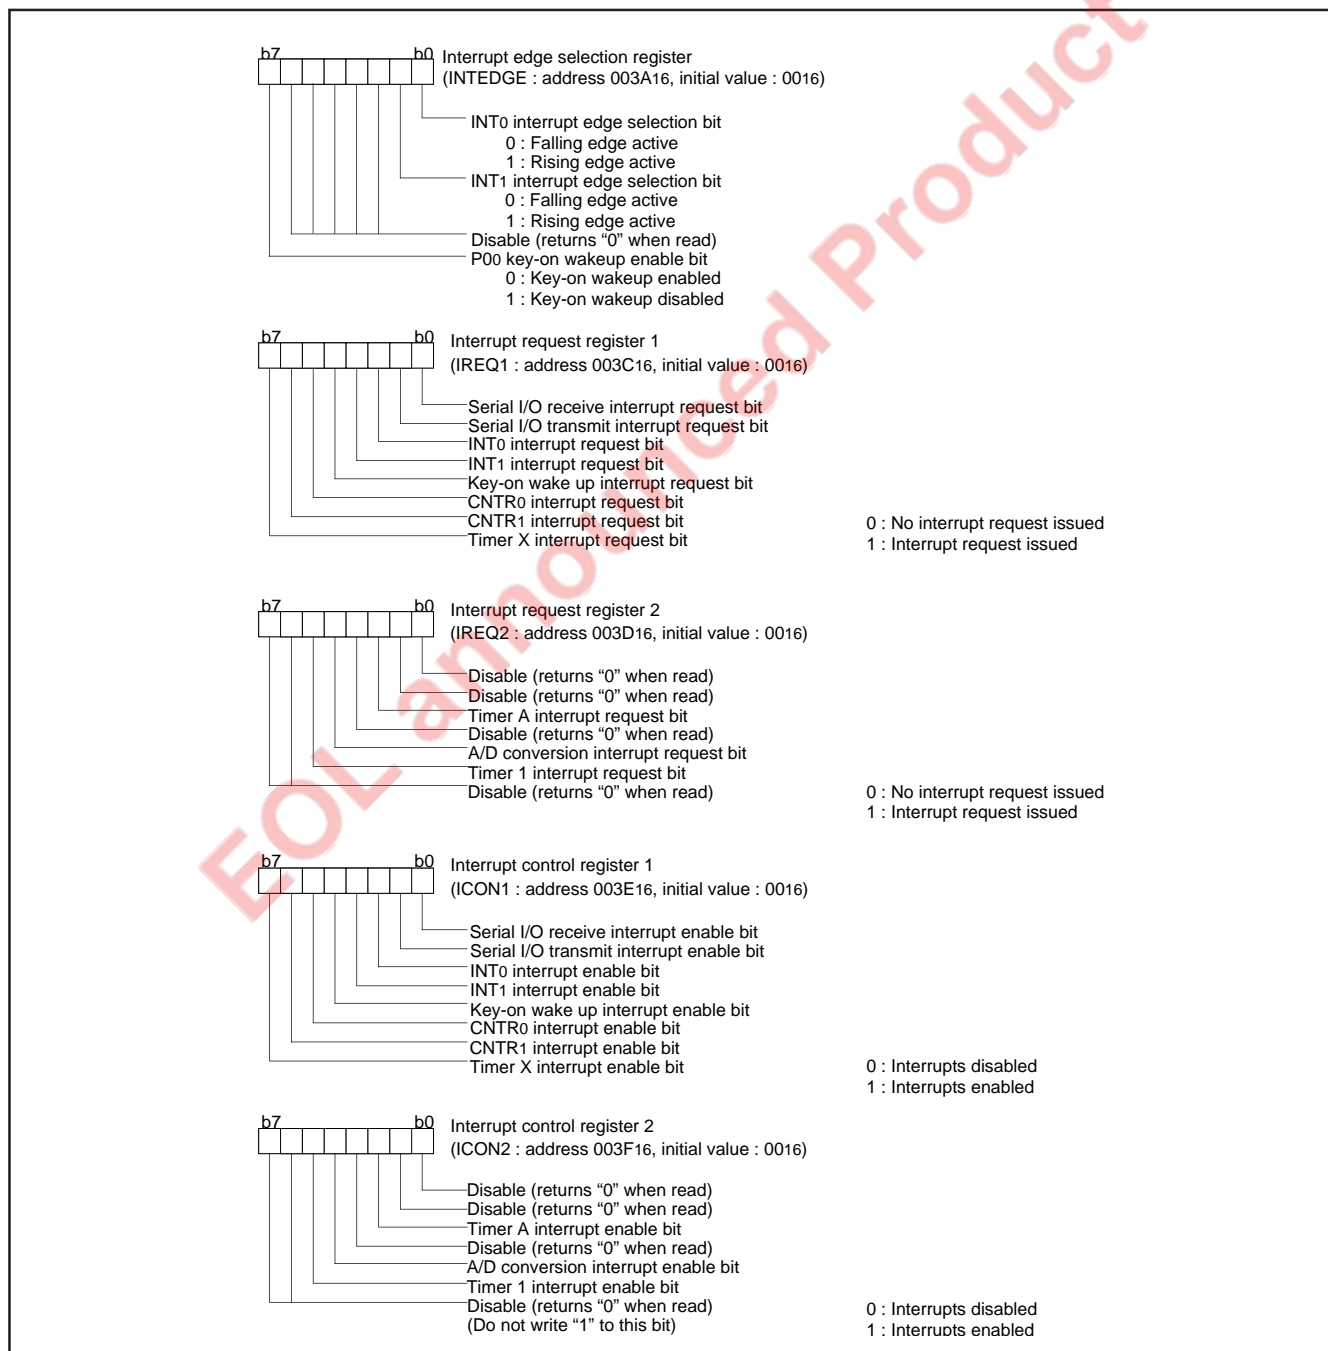 b7 b0 Interrupt edge selection register
(INTEDGE : address 003A16, initial value : 0016)
INT0 interrupt edge selection bit
0 : Falling edge active
1 : Rising edge active
INT1 interrupt edge selection bit
0 : Falling edge active
1 : Rising edge active
Disable (returns “0” when read)
P00 key-on wakeup enable bit
0 : Key-on wakeup enabled
1 : Key-on wakeup disabled
b7 b0 Interrupt request register 1
(IREQ1 : address 003C16, initial value : 0016)
Serial I/O receive interrupt request bit
Serial I/O transmit interrupt request bit
INT0 interrupt request bit
INT1 interrupt request bit
Key-on wake up interrupt request bit
CNTR0 interrupt request bit
CNTR1 interrupt request bit
Timer X interrupt request bit
0 : No interrupt request issued
1 : Interrupt request issued
b7 b0 Interrupt request register 2
(IREQ2 : address 003D16, initial value : 0016)
Disable (returns “0” when read)
Disable (returns “0” when read)
Timer A interrupt request bit
Disable (returns “0” when read)
A/D conversion interrupt request bit
Timer 1 interrupt request bit
Disable (returns “0” when read)
0 : No interrupt request issued
1 : Interrupt request issued
b7 b0 Interrupt control register 1
(ICON1 : address 003E16, initial value : 0016)
Serial I/O receive interrupt enable bit
Serial I/O transmit interrupt enable bit
INT0 interrupt enable bit
INT1 interrupt enable bit
Key-on wake up interrupt enable bit
CNTR0 interrupt enable bit
CNTR1 interrupt enable bit
Timer X interrupt enable bit
0 : Interrupts disabled
1 : Interrupts enabled
b7 b0 Interrupt control register 2
(ICON2 : address 003F16, initial value : 0016)
Disable (returns “0” when read)
Disable (returns “0” when read)
Timer A interrupt enable bit
Disable (returns “0” when read)
A/D conversion interrupt enable bit
Timer 1 interrupt enable bit
Disable (returns “0” when read)
(Do not write “1” to this bit)
0 : Interrupts disabled
1 : Interrupts enabled
EOL announced Product